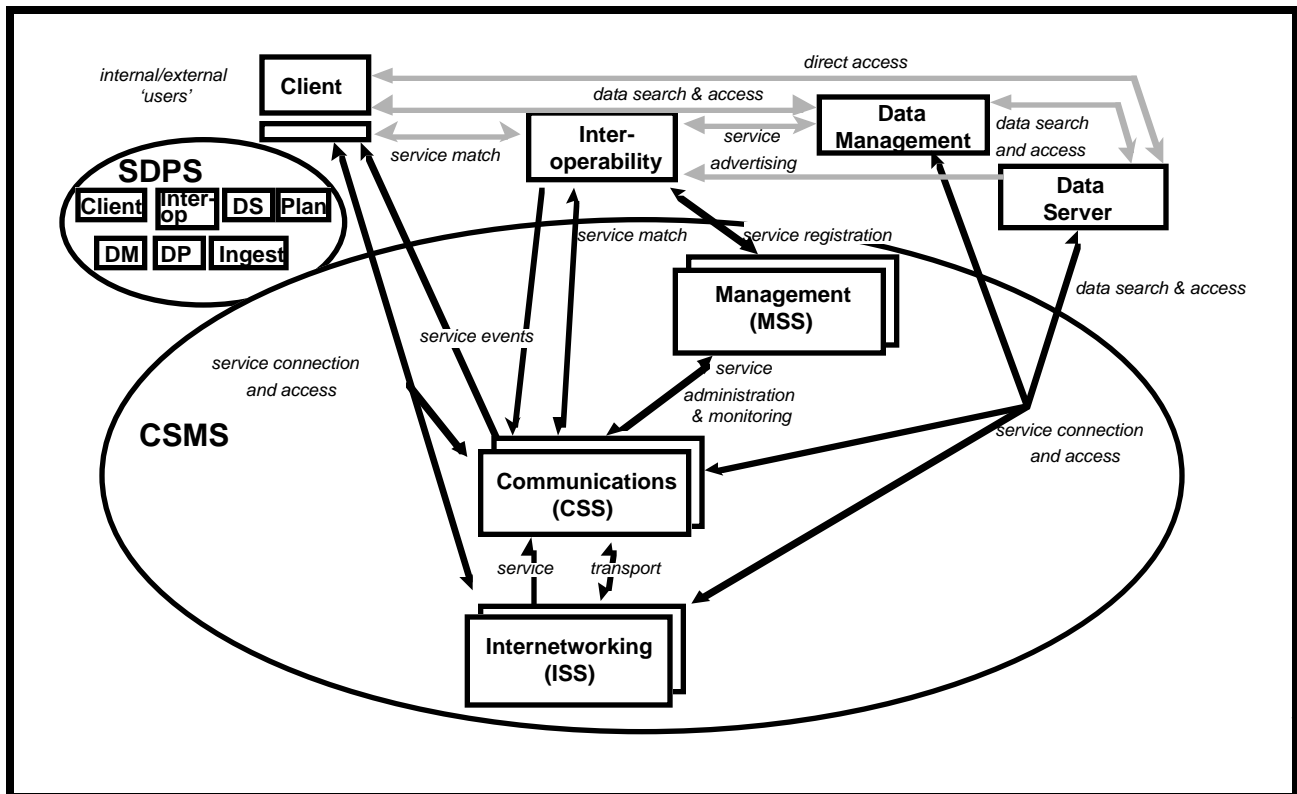 direct access
internal/external
'users'
Client
data search & access
Data
Management
Inter-
operability
service
advertising
data search
and access
service match
SDPS
Client
Inter-
op
DS
Plan
DM
DP
Ingest
Data
Server
service match
service registration
Management
(MSS)
data search & access
service events
service connection
and access
service
administration
& monitoring
CSMS
service connection
and access
Communications
(CSS)
service
transport
Internetworking
(ISS)